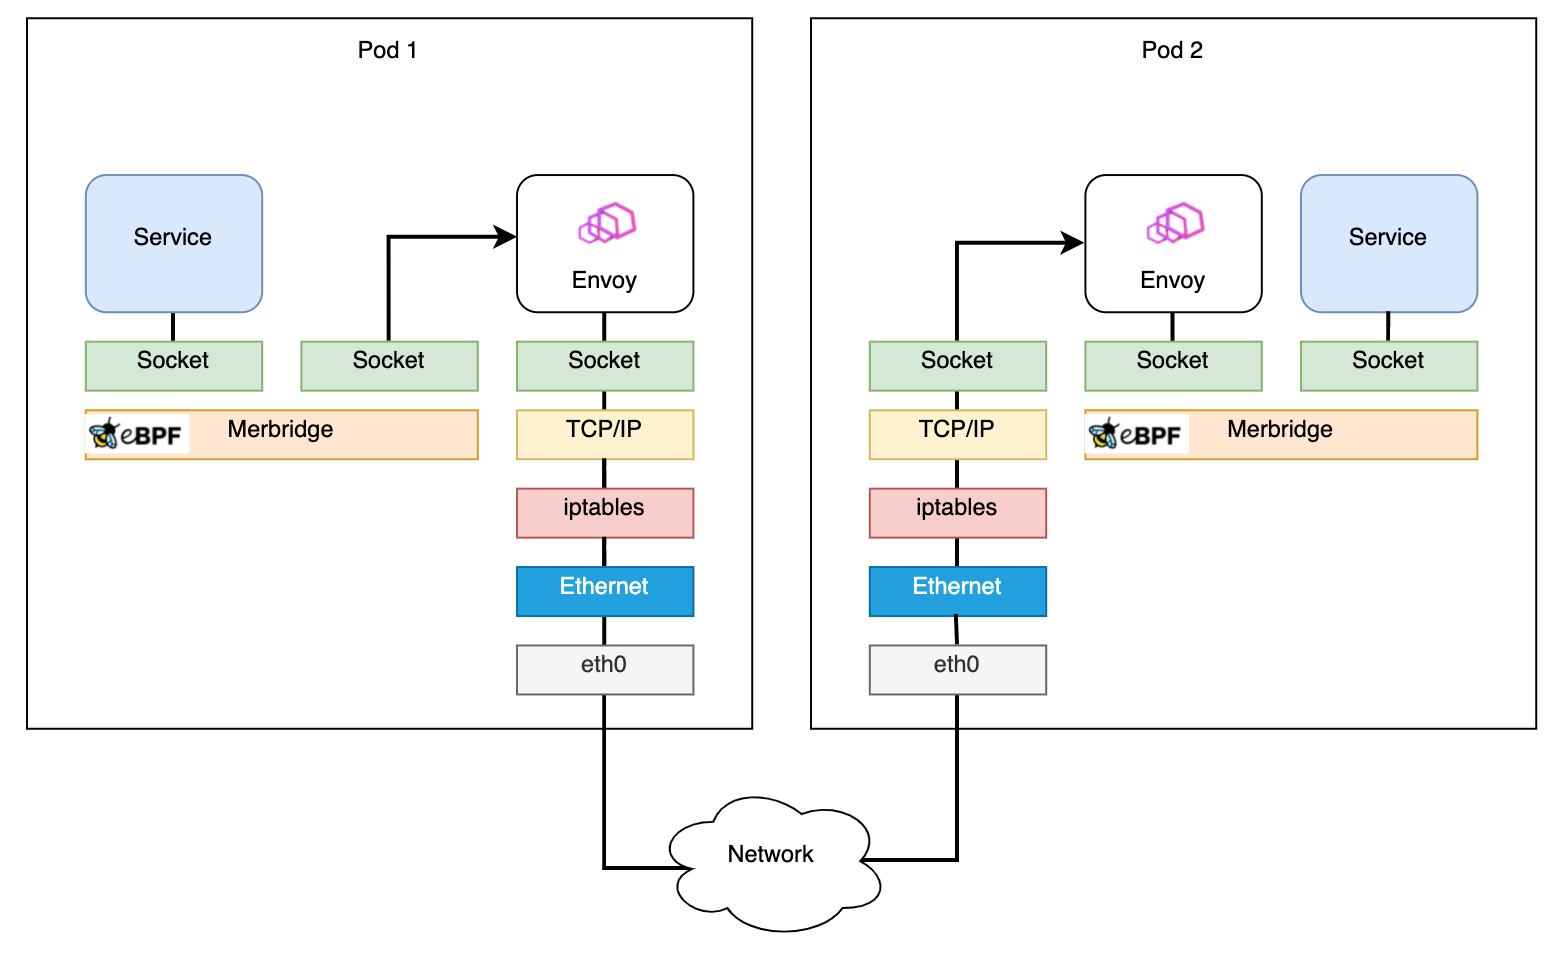 Pod 1
Service
Envoy
Socket
Socket
Socket
eBPF
Merbridge
TCP/IP
iptables
Ethernet
eth0
Pod 2
Envoy
Service
Socket
Socket
Socket
TCP/IP
eBPF
Merbridge
iptables
Ethernet
eth0
Network